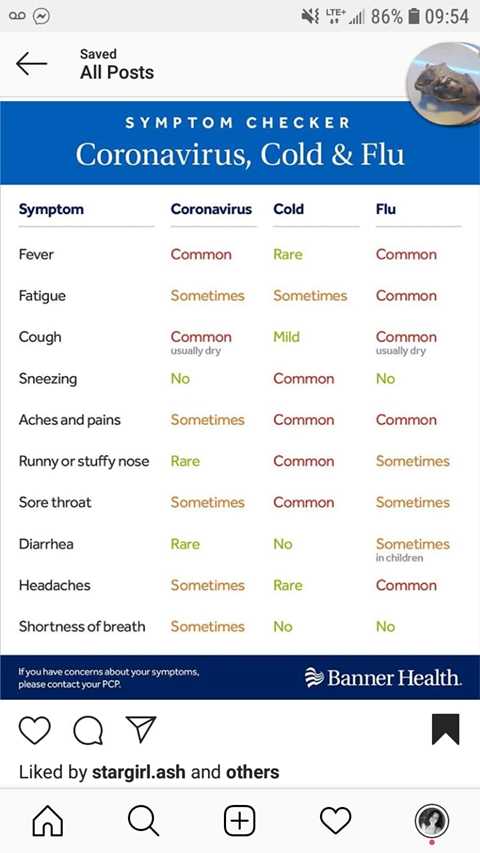 LTE+ 86% 09:54
Saved
All Posts
SYMPTOM CHECKER
Coronavirus, Cold & Flu
Symptom Coronavirus Cold Flu
Fever Common Rare Common
Fatigue Sometimes Sometimes Common
Cough Common Mild Common
usually dry usually dry
Sneezing No Common No
Aches and pains Sometimes Common Common
Runny or stuffy nose Rare Common Sometimes
Sore throat Sometimes Common Sometimes
Diarrhea Rare No Sometimes
in children
Headaches Sometimes Rare Common
Shortness of breath Sometimes No No
If you have concerns about your symptoms,
please contact your PCP.
Banner Health.
Liked by stargirl.ash and others